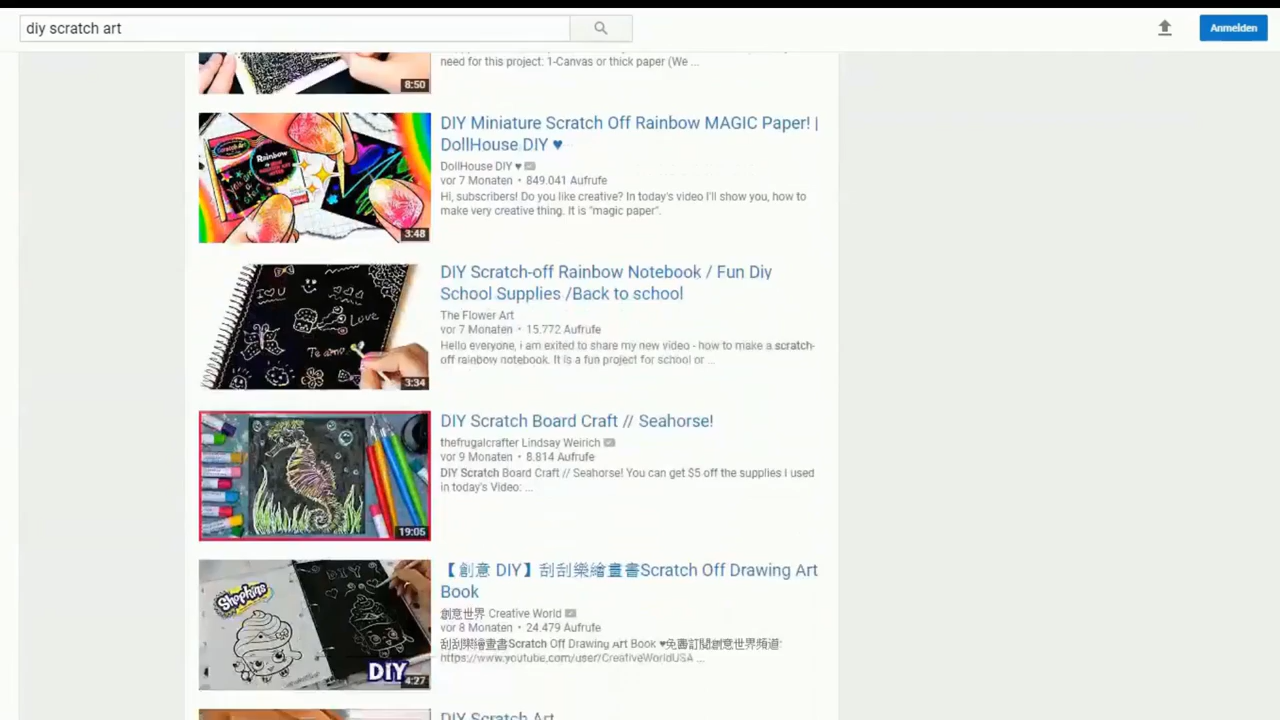 diy scratch art
Anmelden
8:50
need for this project: 1-Canvas or thick paper (We ...
Scratch Art
Rainbow
you are
a star
3:48
DIY Miniature Scratch Off Rainbow MAGIC Paper! |
DollHouse DIY ♥
DollHouse DIY ♥
vor 7 Monaten • 849.041 Aufrufe
Hi, subscribers! Do you like creative? In today's video I'll show you, how to
make very creative thing. It is "magic paper".
I ♡ U
Love
Te amo
3:34
DIY Scratch-off Rainbow Notebook / Fun Diy
School Supplies /Back to school
The Flower Art
vor 7 Monaten • 15.772 Aufrufe
Hello everyone, i am exited to share my new video - how to make a scratch-
off rainbow notebook. It is a fun project for school or ...
19:05
DIY Scratch Board Craft // Seahorse!
thefrugalcrafter Lindsay Weirich
vor 9 Monaten • 8.814 Aufrufe
DIY Scratch Board Craft // Seahorse! You can get $5 off the supplies I used
in today's Video: ...
Shopkins
DIY
DIY
4:27
【創意 DIY】刮刮樂繪畫書Scratch Off Drawing Art
Book
創意世界 Creative World
vor 8 Monaten • 24.479 Aufrufe
刮刮樂繪畫書Scratch Off Drawing Art Book ♥免費訂閱創意世界頻道
https://www.youtube.com/user/CreativeWorldUSA ...
DIY Scratch Art